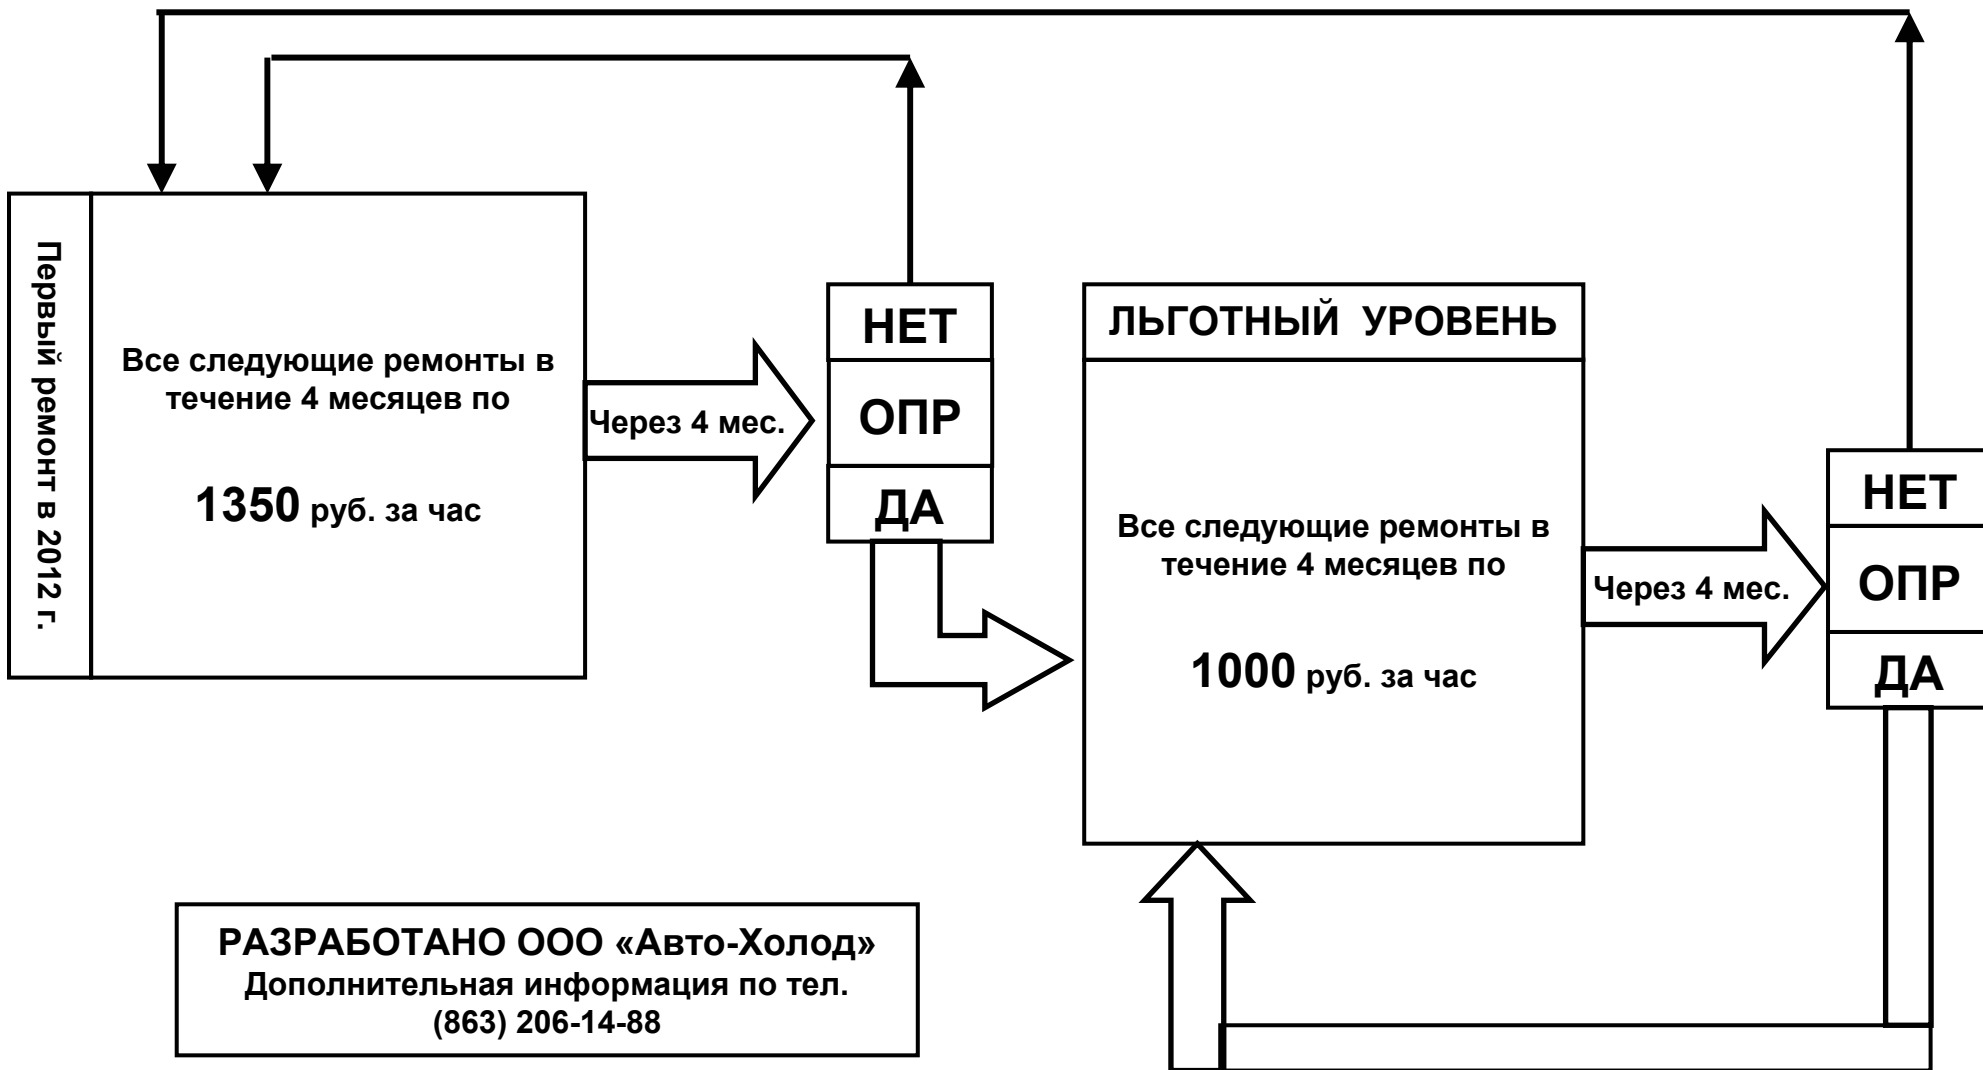 Первый ремонт в 2012 г.
Все следующие ремонты в
течение 4 месяцев по
1350 руб. за час
Через 4 мес.
НЕТ
ОПР
ДА
ЛЬГОТНЫЙ УРОВЕНЬ
Все следующие ремонты в
течение 4 месяцев по
1000 руб. за час
Через 4 мес.
НЕТ
ОПР
ДА
РАЗРАБОТАНО ООО «Авто-Холод»
Дополнительная информация по тел.
(863) 206-14-88